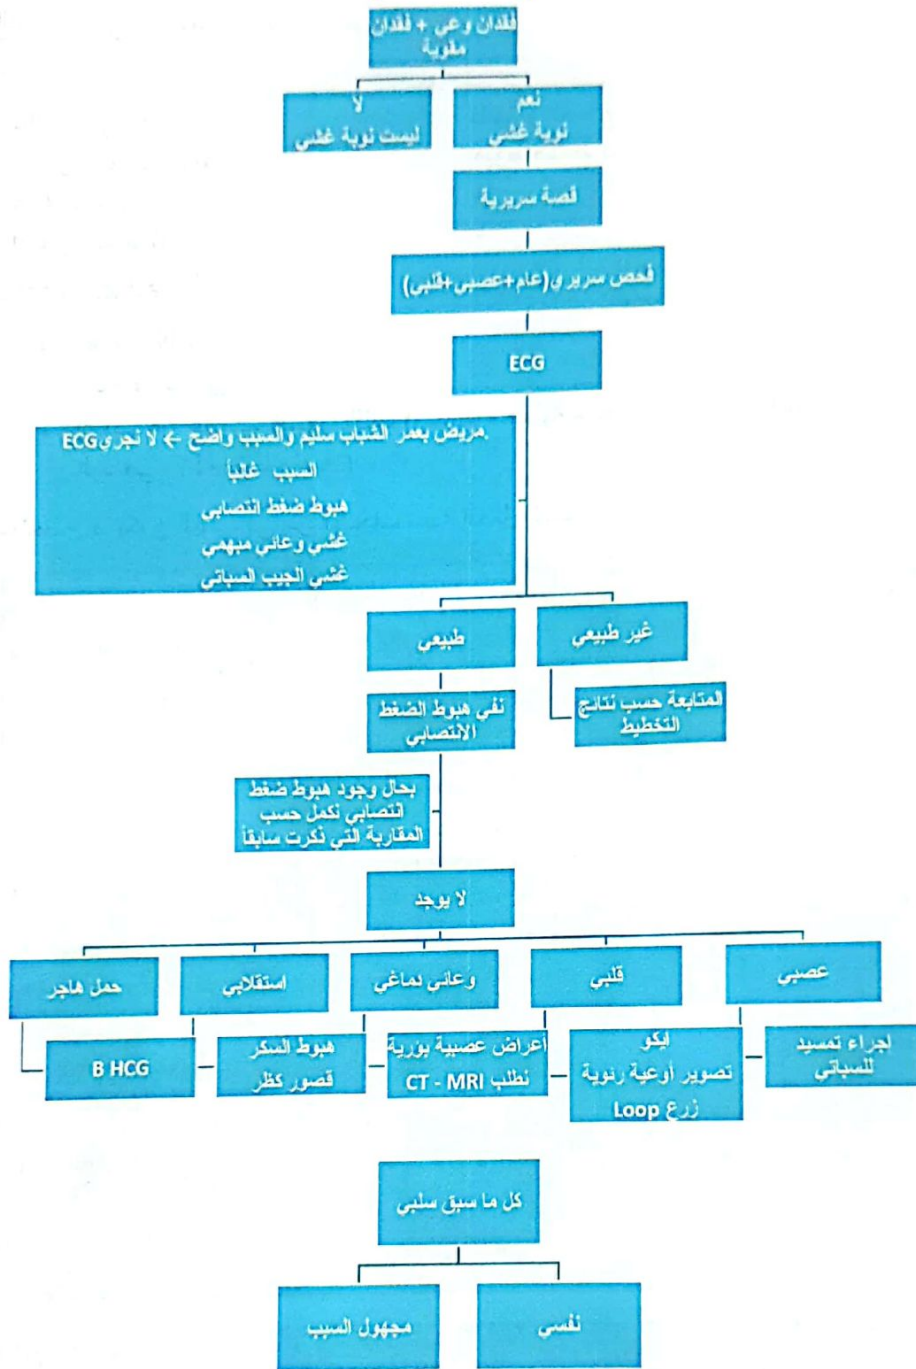 فقدان وعي + فقدان
مقوية
نعم
نوبة غشي
لا
ليست نوبة غشي
قصة سريرية
فحص سريري (عام+عصبي+قلبي)
ECG
مريض بعمر الشباب سليم والسبب واضح ← لا نجري ECG.
السبب غالباً
هبوط ضغط انتصابي
غشي وعائي مبهمي
غشي الجيب السباتي
غير طبيعي
طبيعي
المتابعة حسب نتائج
التخطيط
نفي هبوط الضغط
الانتصابي
بحال وجود هبوط ضغط
انتصابي نكمل حسب
المقاربة التي ذكرت سابقاً
لا يوجد
عصبي
قلبي
وعائي دماغي
استقلابي
حمل هاجر
اجراء تمسيد
للسباتي
ايكو
تصوير أوعية رئوية
زرع Loop
اعراض عصبية بؤرية
نطلب CT - MRI
هبوط السكر
قصور كظر
B HCG
كل ما سبق سلبي
نفسي
مجهول السبب